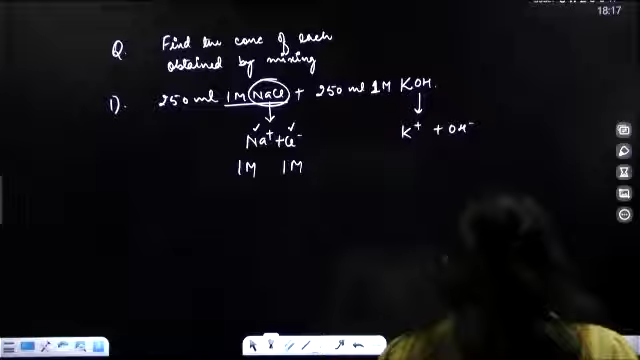 18:17
Q. Find the conc of each
obtained by mixing
1). 250 ml 1M NaCl + 250 ml 1M KOH.
Na⁺ + Cl⁻ K⁺ + OH⁻
1M 1M